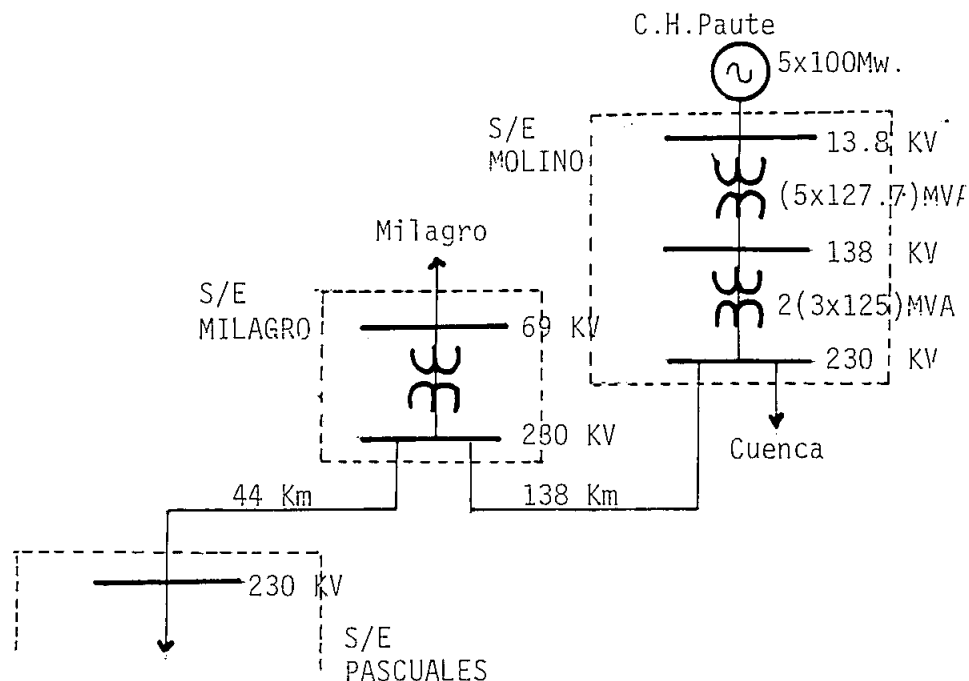 C.H.Paute
5x100Mw.
S/E
MOLINO
13.8 KV
(5x127.7)MVA
138 KV
2(3x125)MVA
230 KV
Cuenca
Milagro
S/E
MILAGRO
69 KV
230 KV
44 Km
138 Km
230 KV
S/E
PASCUALES